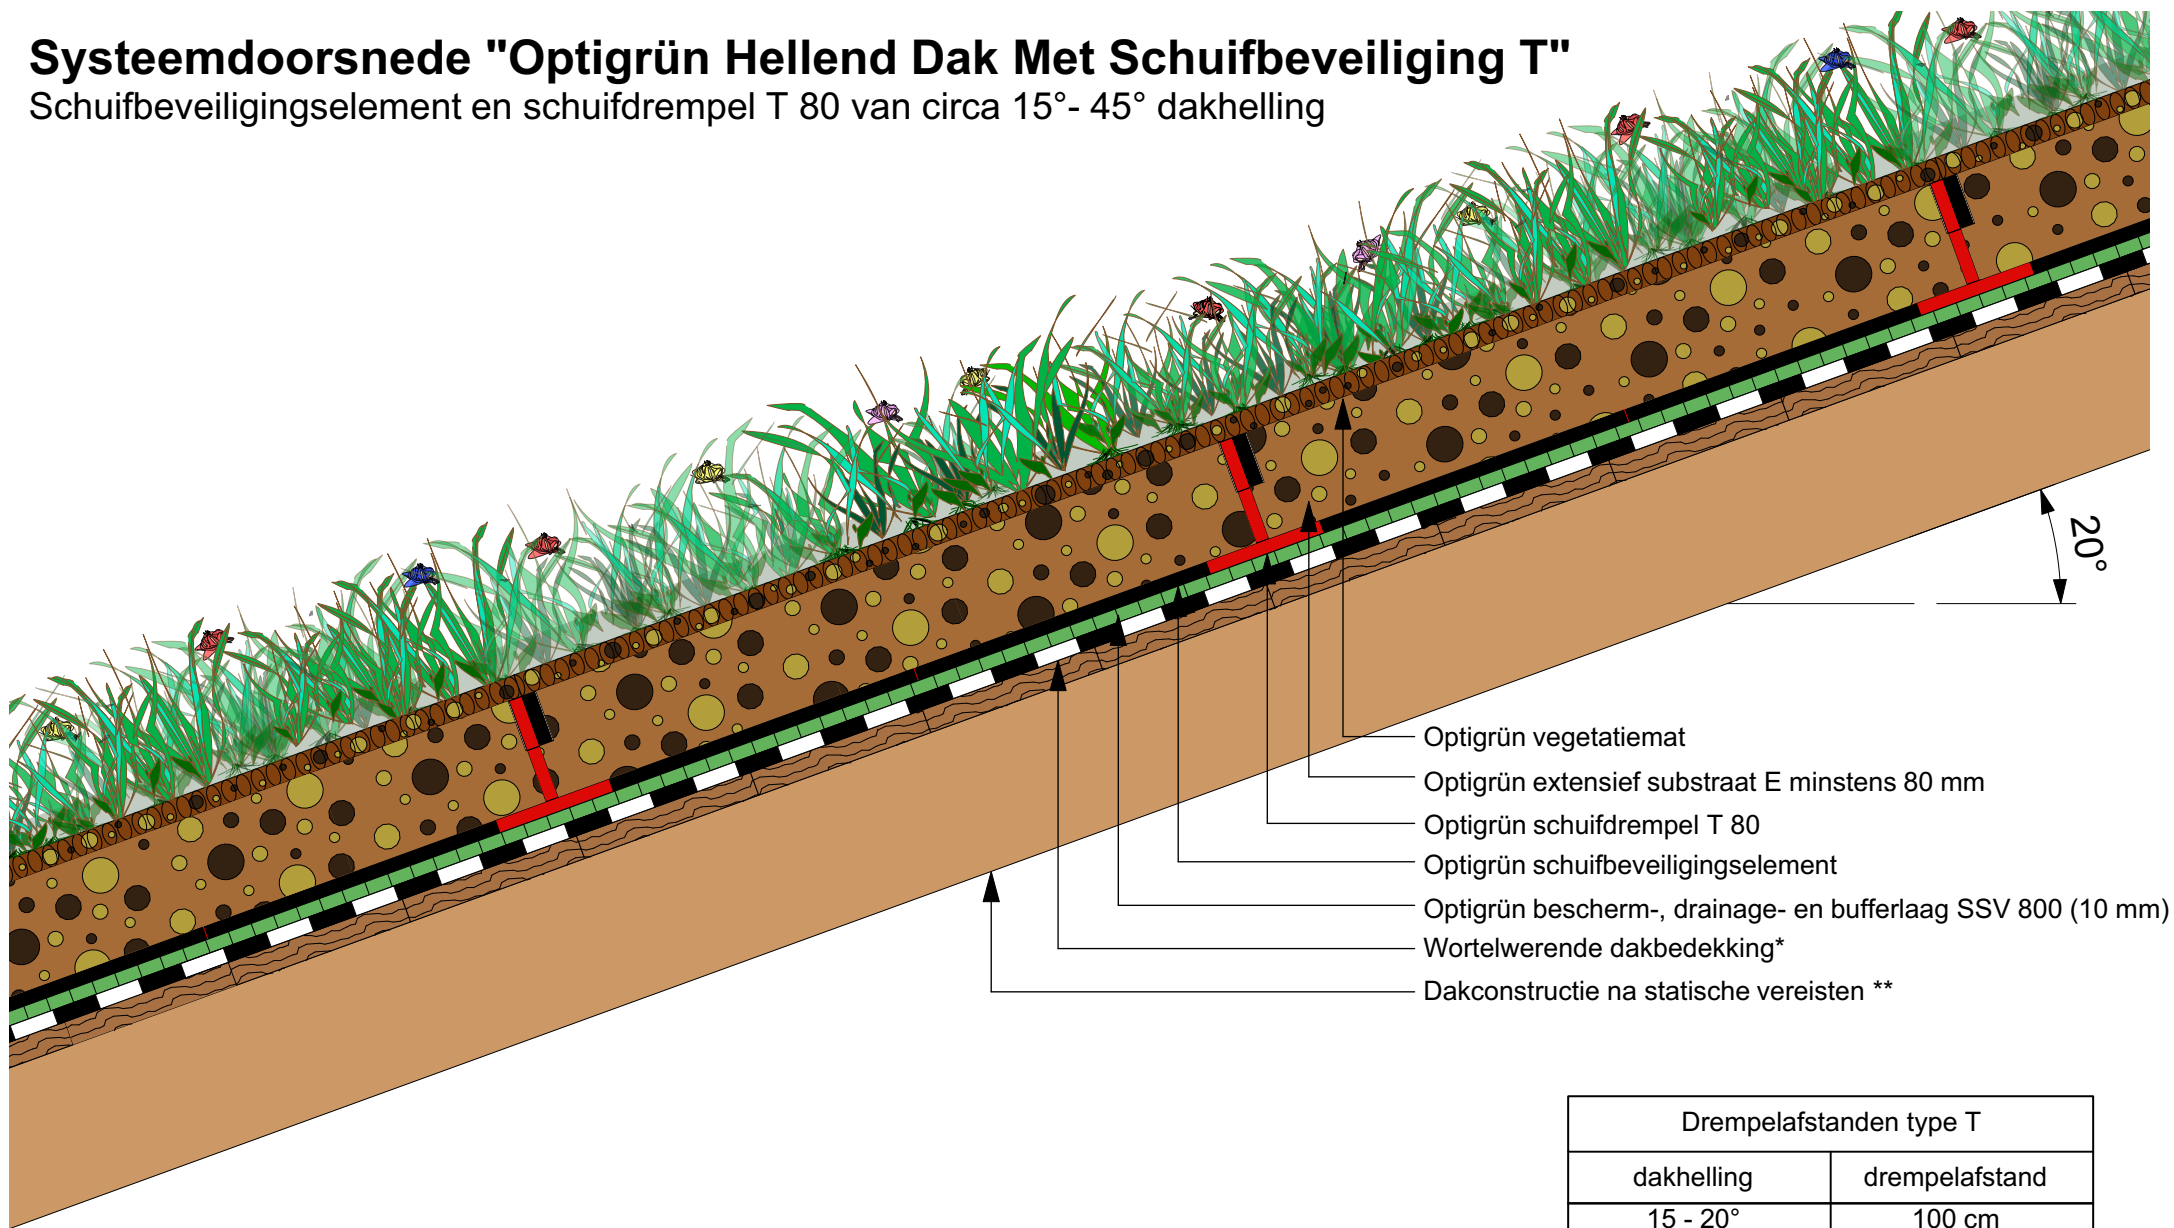 Systeemdoorsnede "Optigrün Hellend Dak Met Schuifbeveiliging T"
Schuifbeveiligingselement en schuifdrempel T 80 van circa 15°- 45° dakhelling
20°
Optigrün vegetatiemat
Optigrün extensief substraat E minstens 80 mm
Optigrün schuifdrempel T 80
Optigrün schuifbeveiligingselement
Optigrün bescherm-, drainage- en bufferlaag SSV 800 (10 mm)
Wortelwerende dakbedekking*
Dakconstructie na statische vereisten **
Drempelafstanden type T
dakhelling drempelafstand
15 - 20° 100 cm